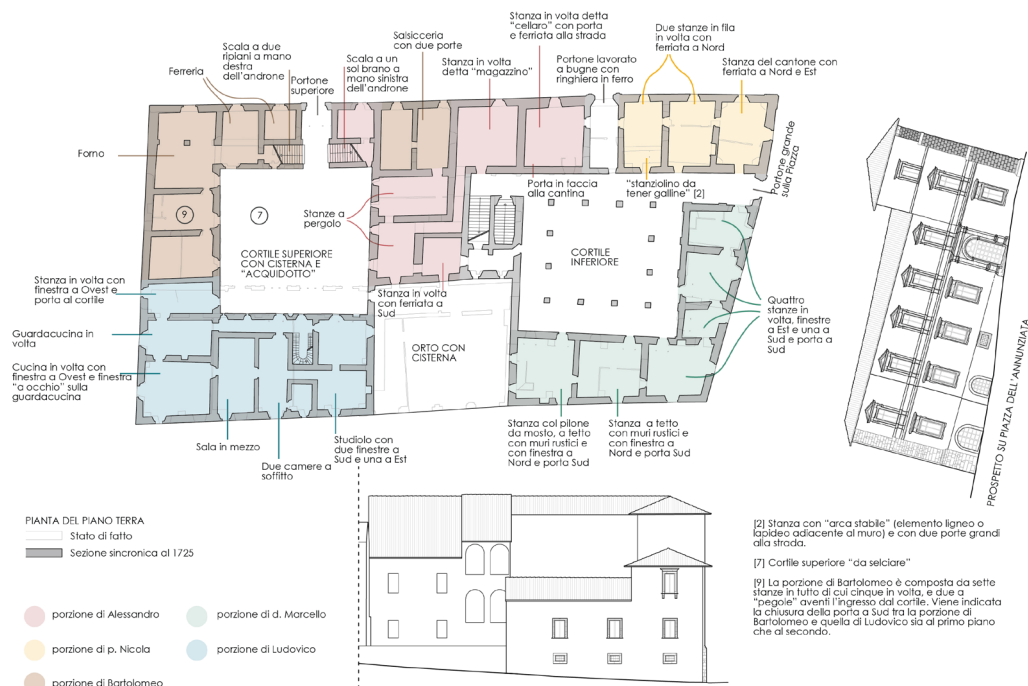 Stanza in volta detta
“cellaro” con porta
e ferriata alla strada
Due stanze in fila
in volta con
ferriata a Nord
Salsicceria
con due porte
Scala a due
ripiani a mano
destra
dell’androne
Scala a un
sol brano a
mano sinistra
dell’androne
Stanza in volta
detta “magazzino”
Portone lavorato
a bugne con
ringhiera in ferro
Stanza del cantone con
ferriata a Nord e Est
Ferreria
Portone
superiore
Forno
Portone grande
sulla Piazza
Porta in faccia
alla cantina
“stanziolino da
tener galline” [2]
9
7
Stanze a
pergolo
CORTILE SUPERIORE
CON CISTERNA E
“ACQUIDOTTO”
CORTILE
INFERIORE
Stanza in volta con
finestra a Ovest e
porta al cortile
Stanza in volta
con ferriata a
Sud
Quattro
stanze in
volta, finestre
a Est e una a
Sud e porta a
Sud
Guardacucina in
volta
ORTO CON
CISTERNA
Cucina in volta con
finestra a Ovest e finestra
“a occhio” sulla
guardacucina
Sala in mezzo
Due camere a
soffitto
Studiolo con
due finestre a
Sud e una a Est
Stanza col pilone
da mosto, a tetto
con muri rustici e
con finestra a
Nord e porta Sud
Stanza a tetto
con muri rustici e
con finestra a
Nord e porta Sud
PROSPETTO SU PIAZZA DELL’ANNUNZIATA
PIANTA DEL PIANO TERRA
Stato di fatto
Sezione sincronica al 1725
porzione di Alessandro
porzione di d. Marcello
porzione di p. Nicola
porzione di Ludovico
porzione di Bartolomeo
[2] Stanza con “arca stabile” (elemento ligneo o
lapideo adiacente al muro) e con due porte grandi
alla strada.
[7] Cortile superiore “da selciare”
[9] La porzione di Bartolomeo è composta da sette
stanze in tutto di cui cinque in volta, e due a
“pegole” aventi l’ingresso dal cortile. Viene indicata
la chiusura della porta a Sud tra la porzione di
Bartolomeo e quella di Ludovico sia al primo piano
che al secondo.